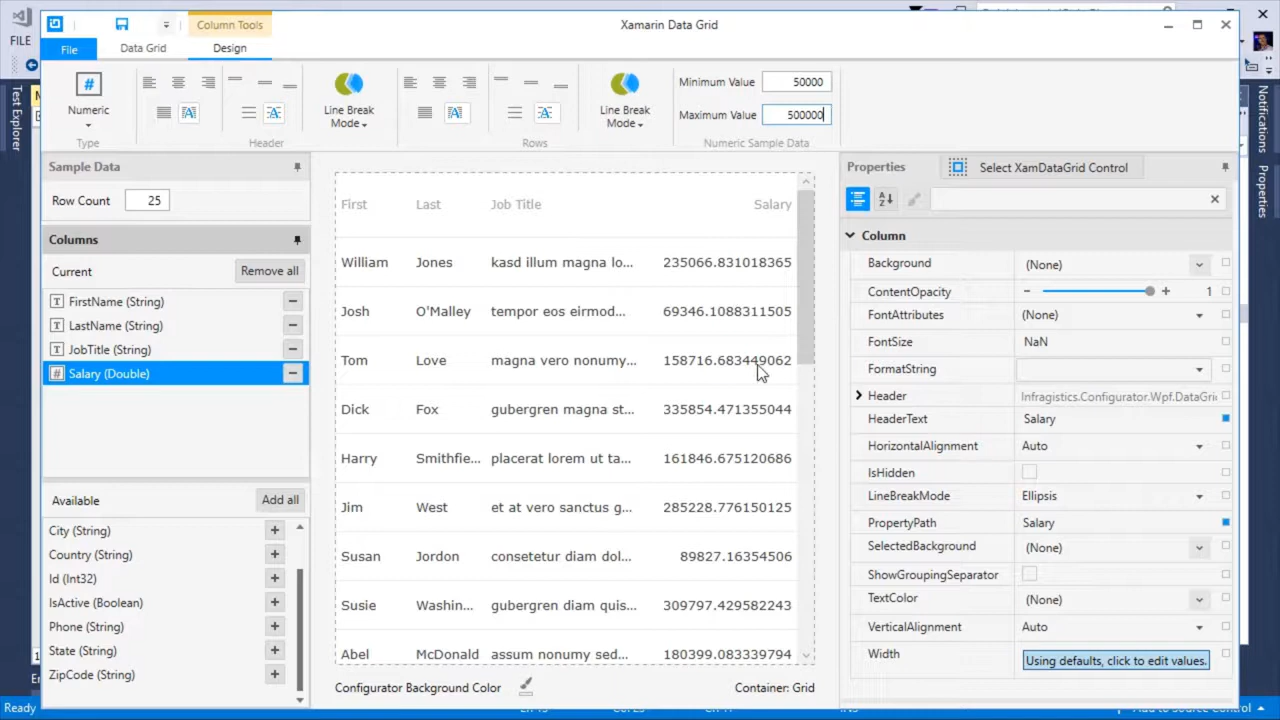 Column Tools
Xamarin Data Grid
FILE
File
Data Grid
Design
Numeric
Type
Header
Line Break
Mode
Rows
Line Break
Mode
Minimum Value 50000
Maximum Value 500000
Numeric Sample Data
Test Explorer
Notifications
Properties
Sample Data
Row Count 25
Columns
Current Remove all
FirstName (String)
LastName (String)
JobTitle (String)
Salary (Double)
Available Add all
City (String)
Country (String)
Id (Int32)
IsActive (Boolean)
Phone (String)
State (String)
ZipCode (String)
First Last Job Title Salary
William Jones kasd illum magna lo... 235066.831018365
Josh O'Malley tempor eos eirmod... 69346.1088311505
Tom Love magna vero nonumy... 158716.683449062
Dick Fox gubergren magna st... 335854.471355044
Harry Smithfie... placerat lorem ut ta... 161846.675120686
Jim West et at vero sanctus g... 285228.776150125
Susan Jordon consetetur diam dol... 89827.16354506
Susie Washin... gubergren diam quis... 309797.429582243
Abel McDonald assum nonumy sed... 180399.083339794
Configurator Background Color
Container: Grid
Properties
Select XamDataGrid Control
Column
Background (None)
ContentOpacity 1
FontAttributes (None)
FontSize NaN
FormatString
Header Infragistics.Configurator.Wpf.DataGri
HeaderText Salary
HorizontalAlignment Auto
IsHidden
LineBreakMode Ellipsis
PropertyPath Salary
SelectedBackground (None)
ShowGroupingSeparator
TextColor (None)
VerticalAlignment Auto
Width Using defaults, click to edit values.
Ready